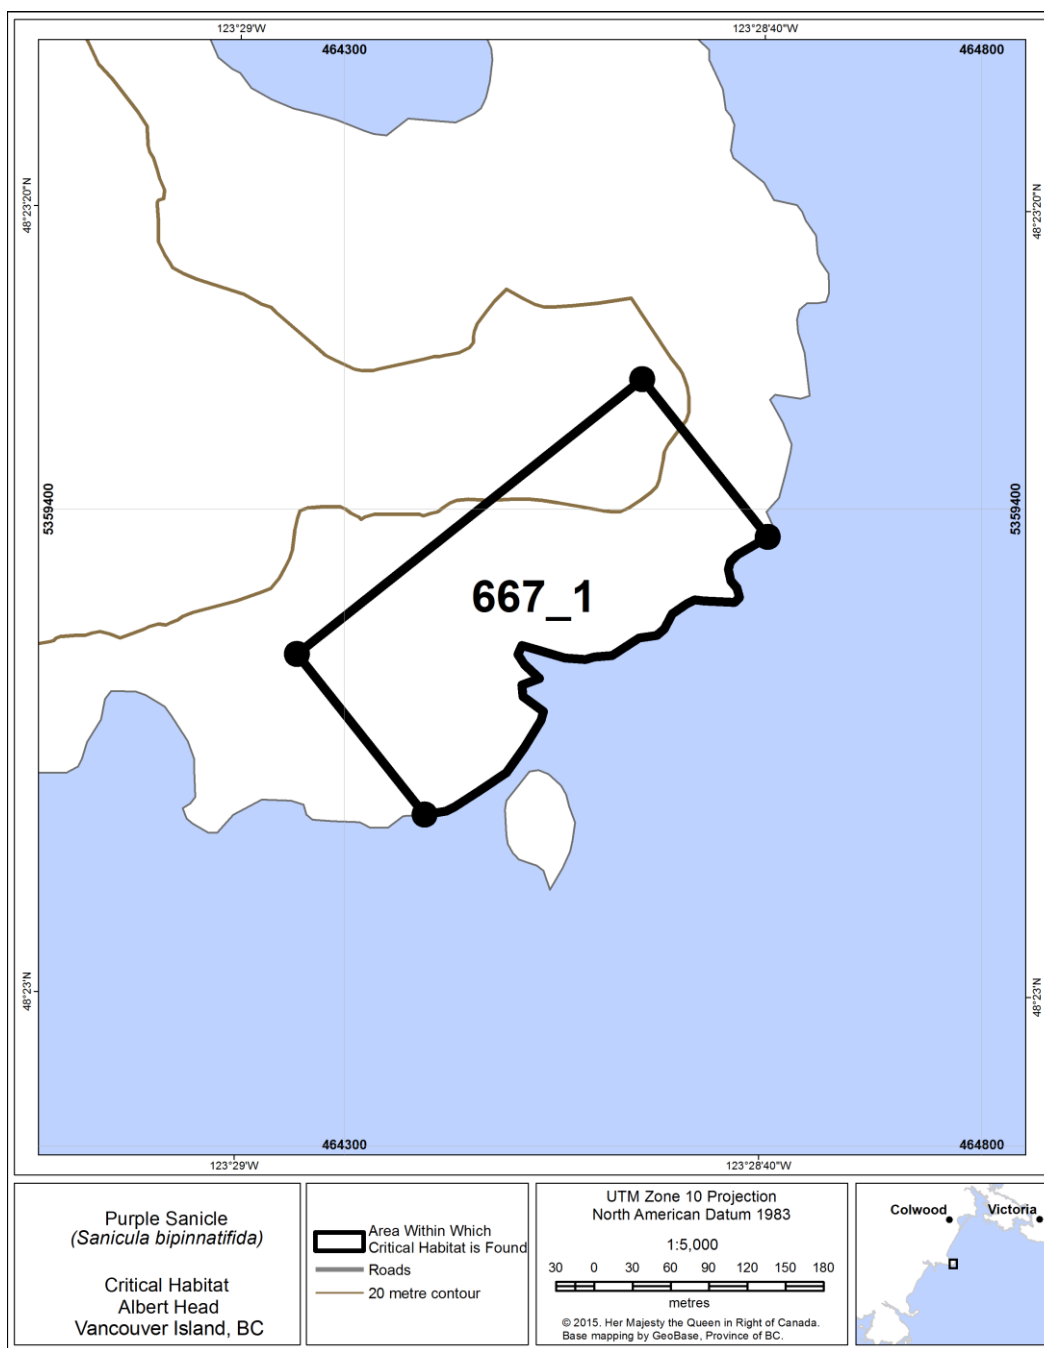 123°29'W 123°28'40"W
464300 464800
48°23'20"N 48°23'20"N
5359400 5359400
667_1
48°23'N 48°23'N
464300 464800
123°29'W 123°28'40"W
Purple Sanicle
(Sanicula bipinnatifida)
Critical Habitat
Albert Head
Vancouver Island, BC
Area Within Which
Critical Habitat is Found
Roads
20 metre contour
UTM Zone 10 Projection
North American Datum 1983
1:5,000
30 0 30 60 90 120 150 180
metres
© 2015. Her Majesty the Queen in Right of Canada.
Base mapping by GeoBase, Province of BC.
Colwood Victoria